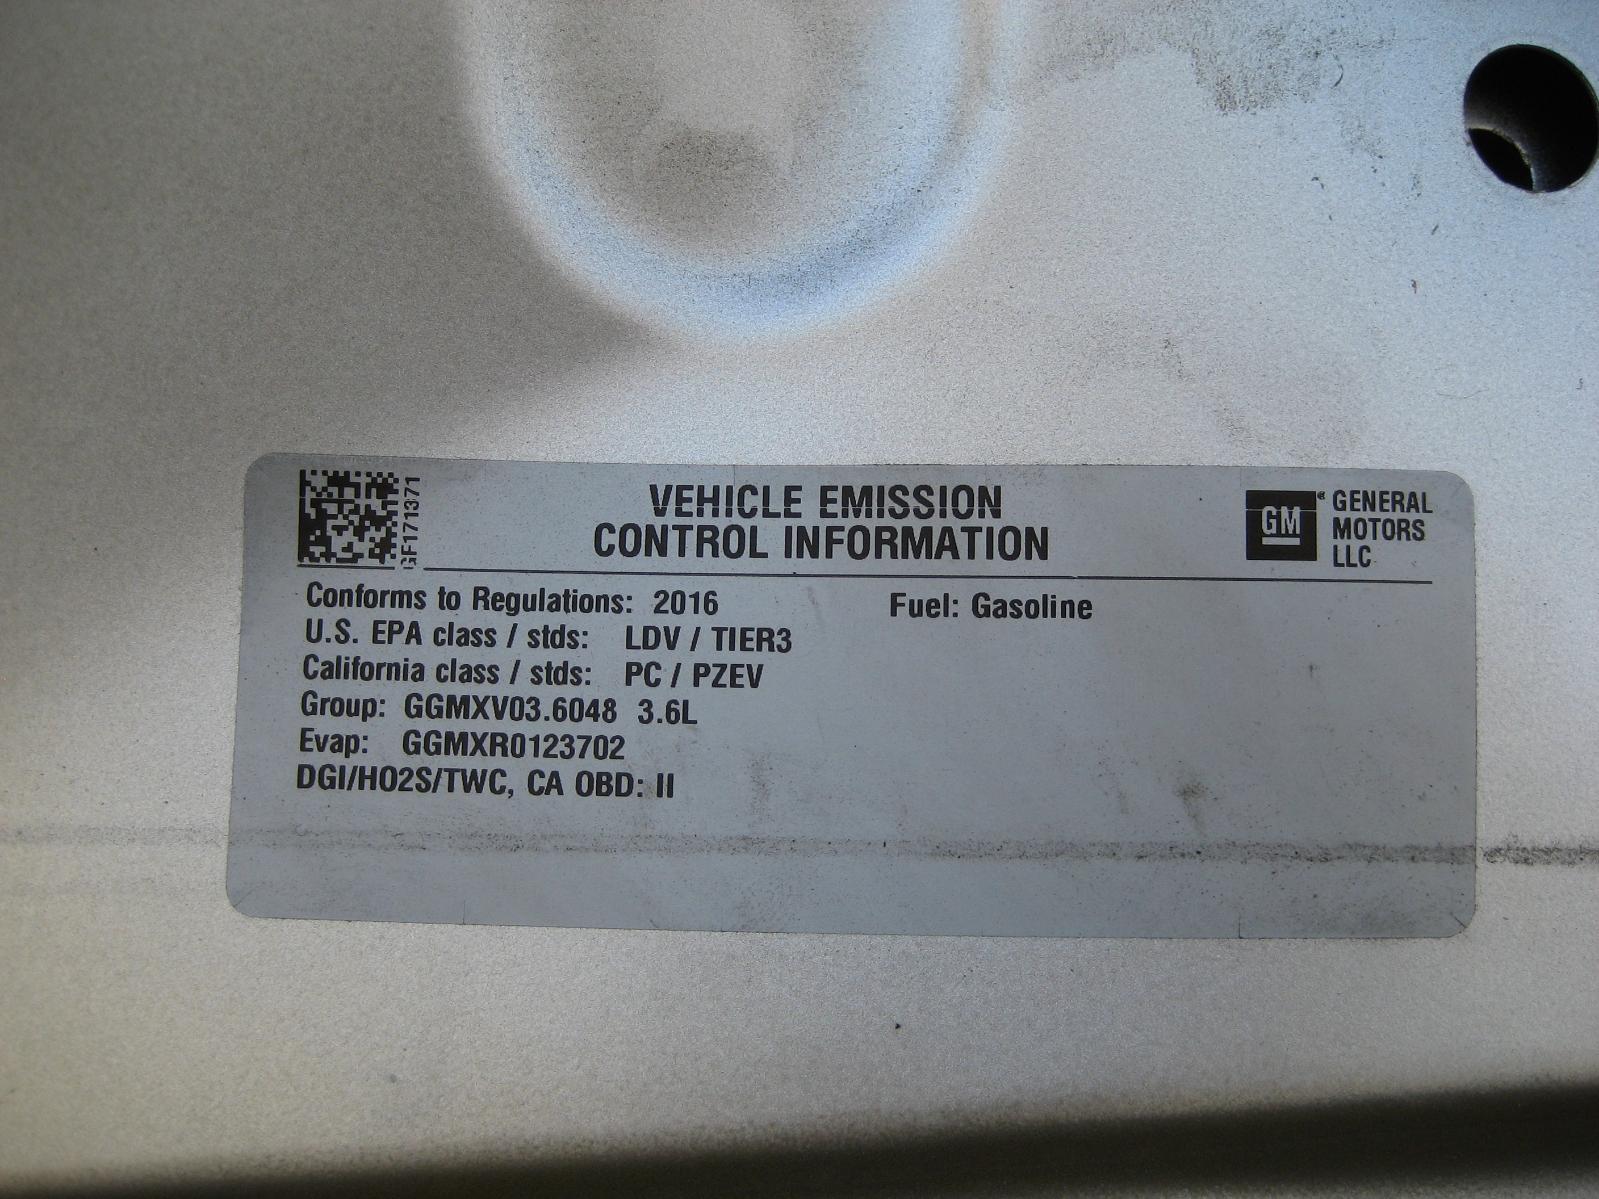 GF171371
VEHICLE EMISSION
CONTROL INFORMATION
GM
GENERAL
MOTORS
LLC
Conforms to Regulations: 2016
Fuel: Gasoline
U.S. EPA class / stds: LDV / TIER3
California class / stds: PC / PZEV
Group: GGMXV03.6048 3.6L
Evap: GGMXR0123702
DGI/HO2S/TWC, CA OBD: II